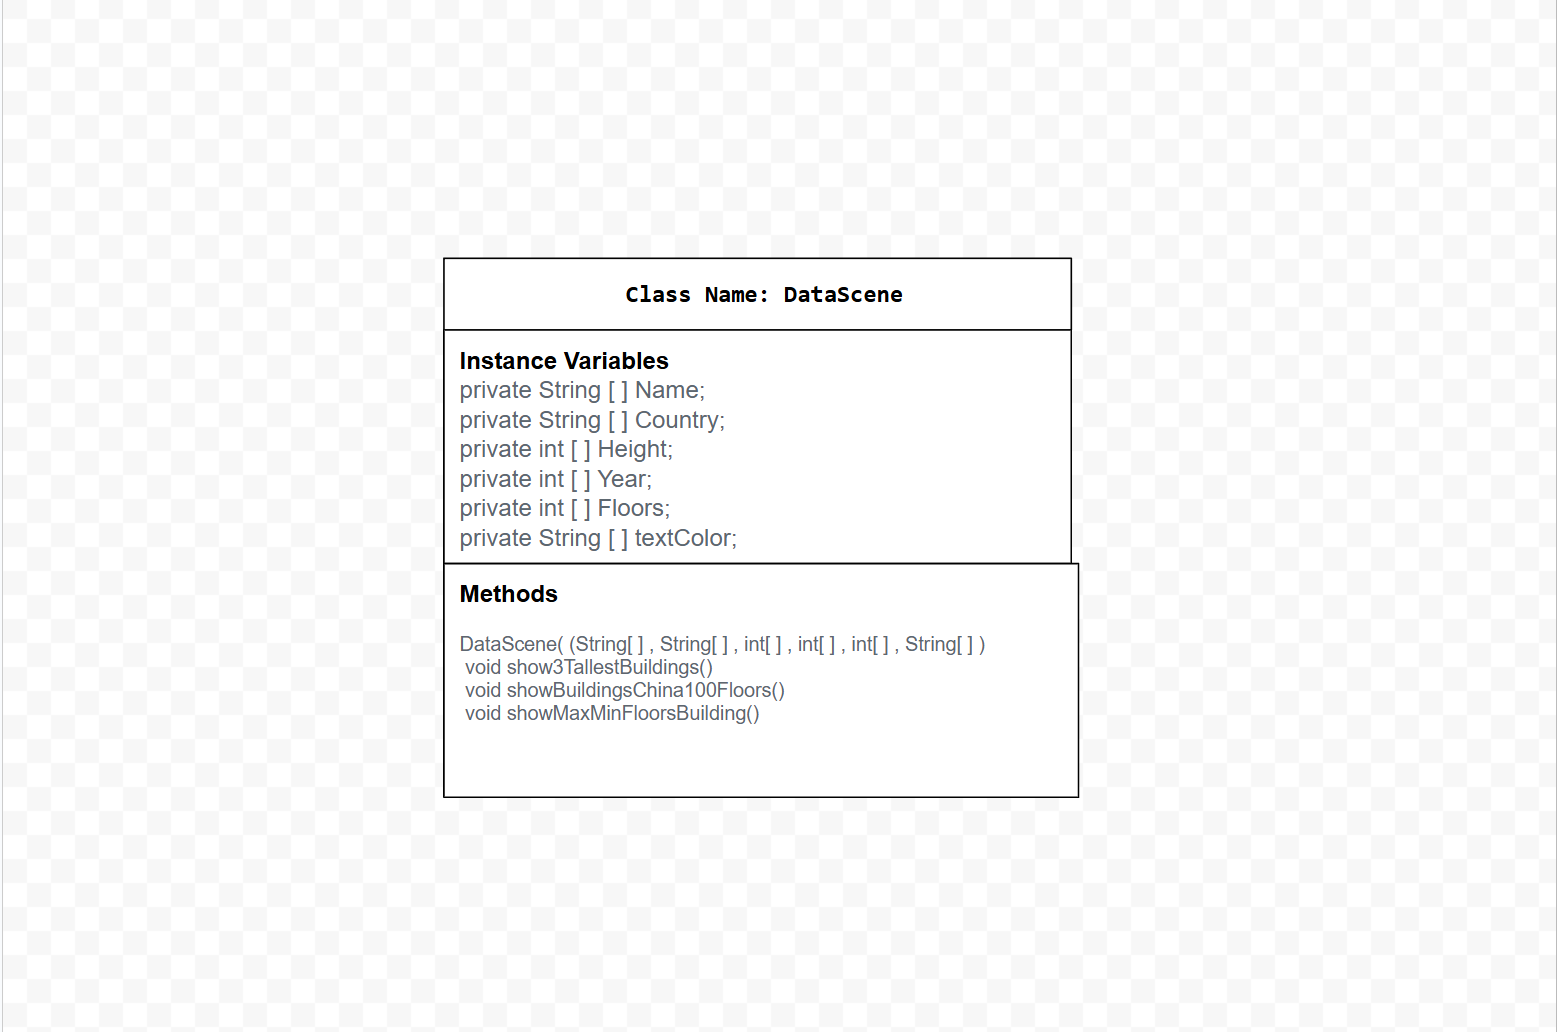 Class Name: DataScene
Instance Variables
private String [ ] Name;
private String [ ] Country;
private int [ ] Height;
private int [ ] Year;
private int [ ] Floors;
private String [ ] textColor;
Methods
DataScene( (String[ ] , String[ ] , int[ ] , int[ ] , int[ ] , String[ ] )
void show3TallestBuildings()
void showBuildingsChina100Floors()
void showMaxMinFloorsBuilding()